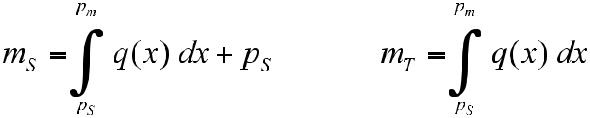 m_S = ∫_{p_S}^{p_m} q(x) dx + p_S m_T = ∫_{p_S}^{p_m} q(x) dx